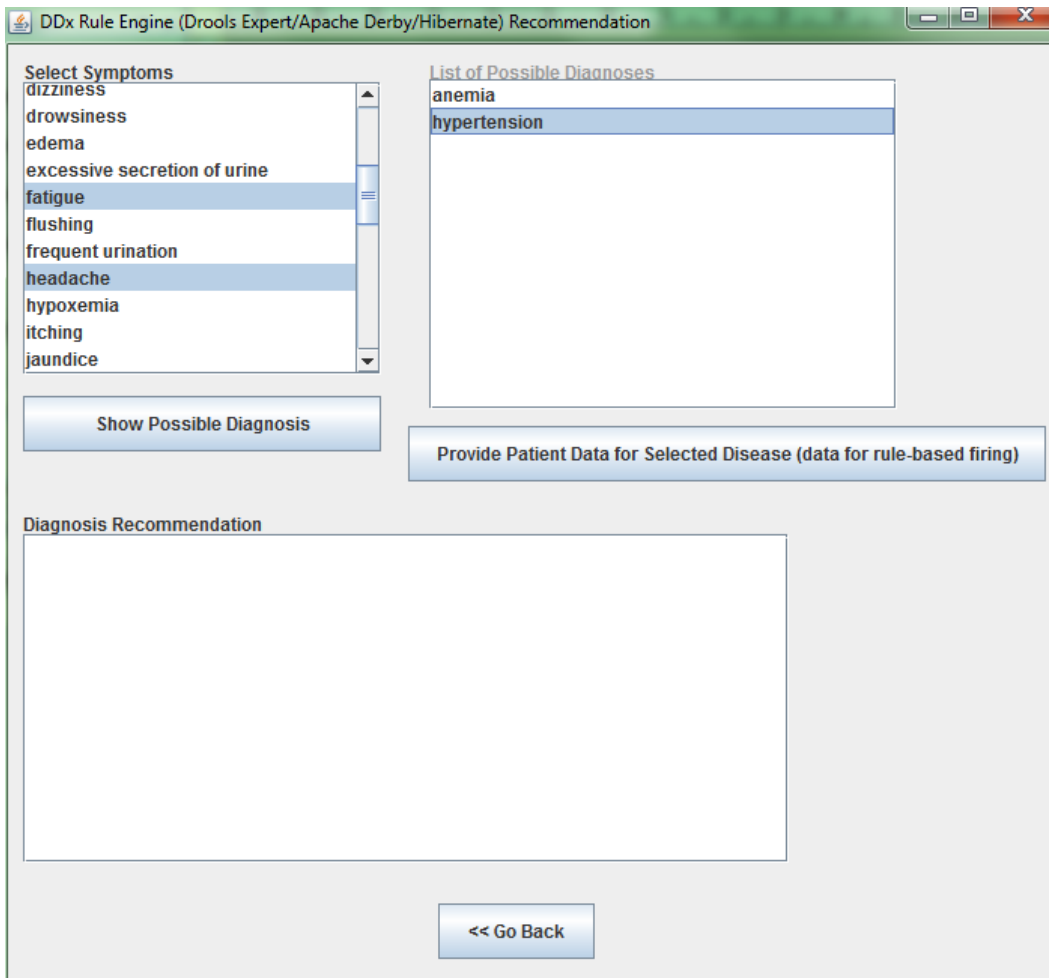 DDx Rule Engine (Drools Expert/Apache Derby/Hibernate) Recommendation
Select Symptoms
dizziness
drowsiness
edema
excessive secretion of urine
fatigue
flushing
frequent urination
headache
hypoxemia
itching
jaundice
Show Possible Diagnosis
List of Possible Diagnoses
anemia
hypertension
Provide Patient Data for Selected Disease (data for rule-based firing)
Diagnosis Recommendation
<< Go Back